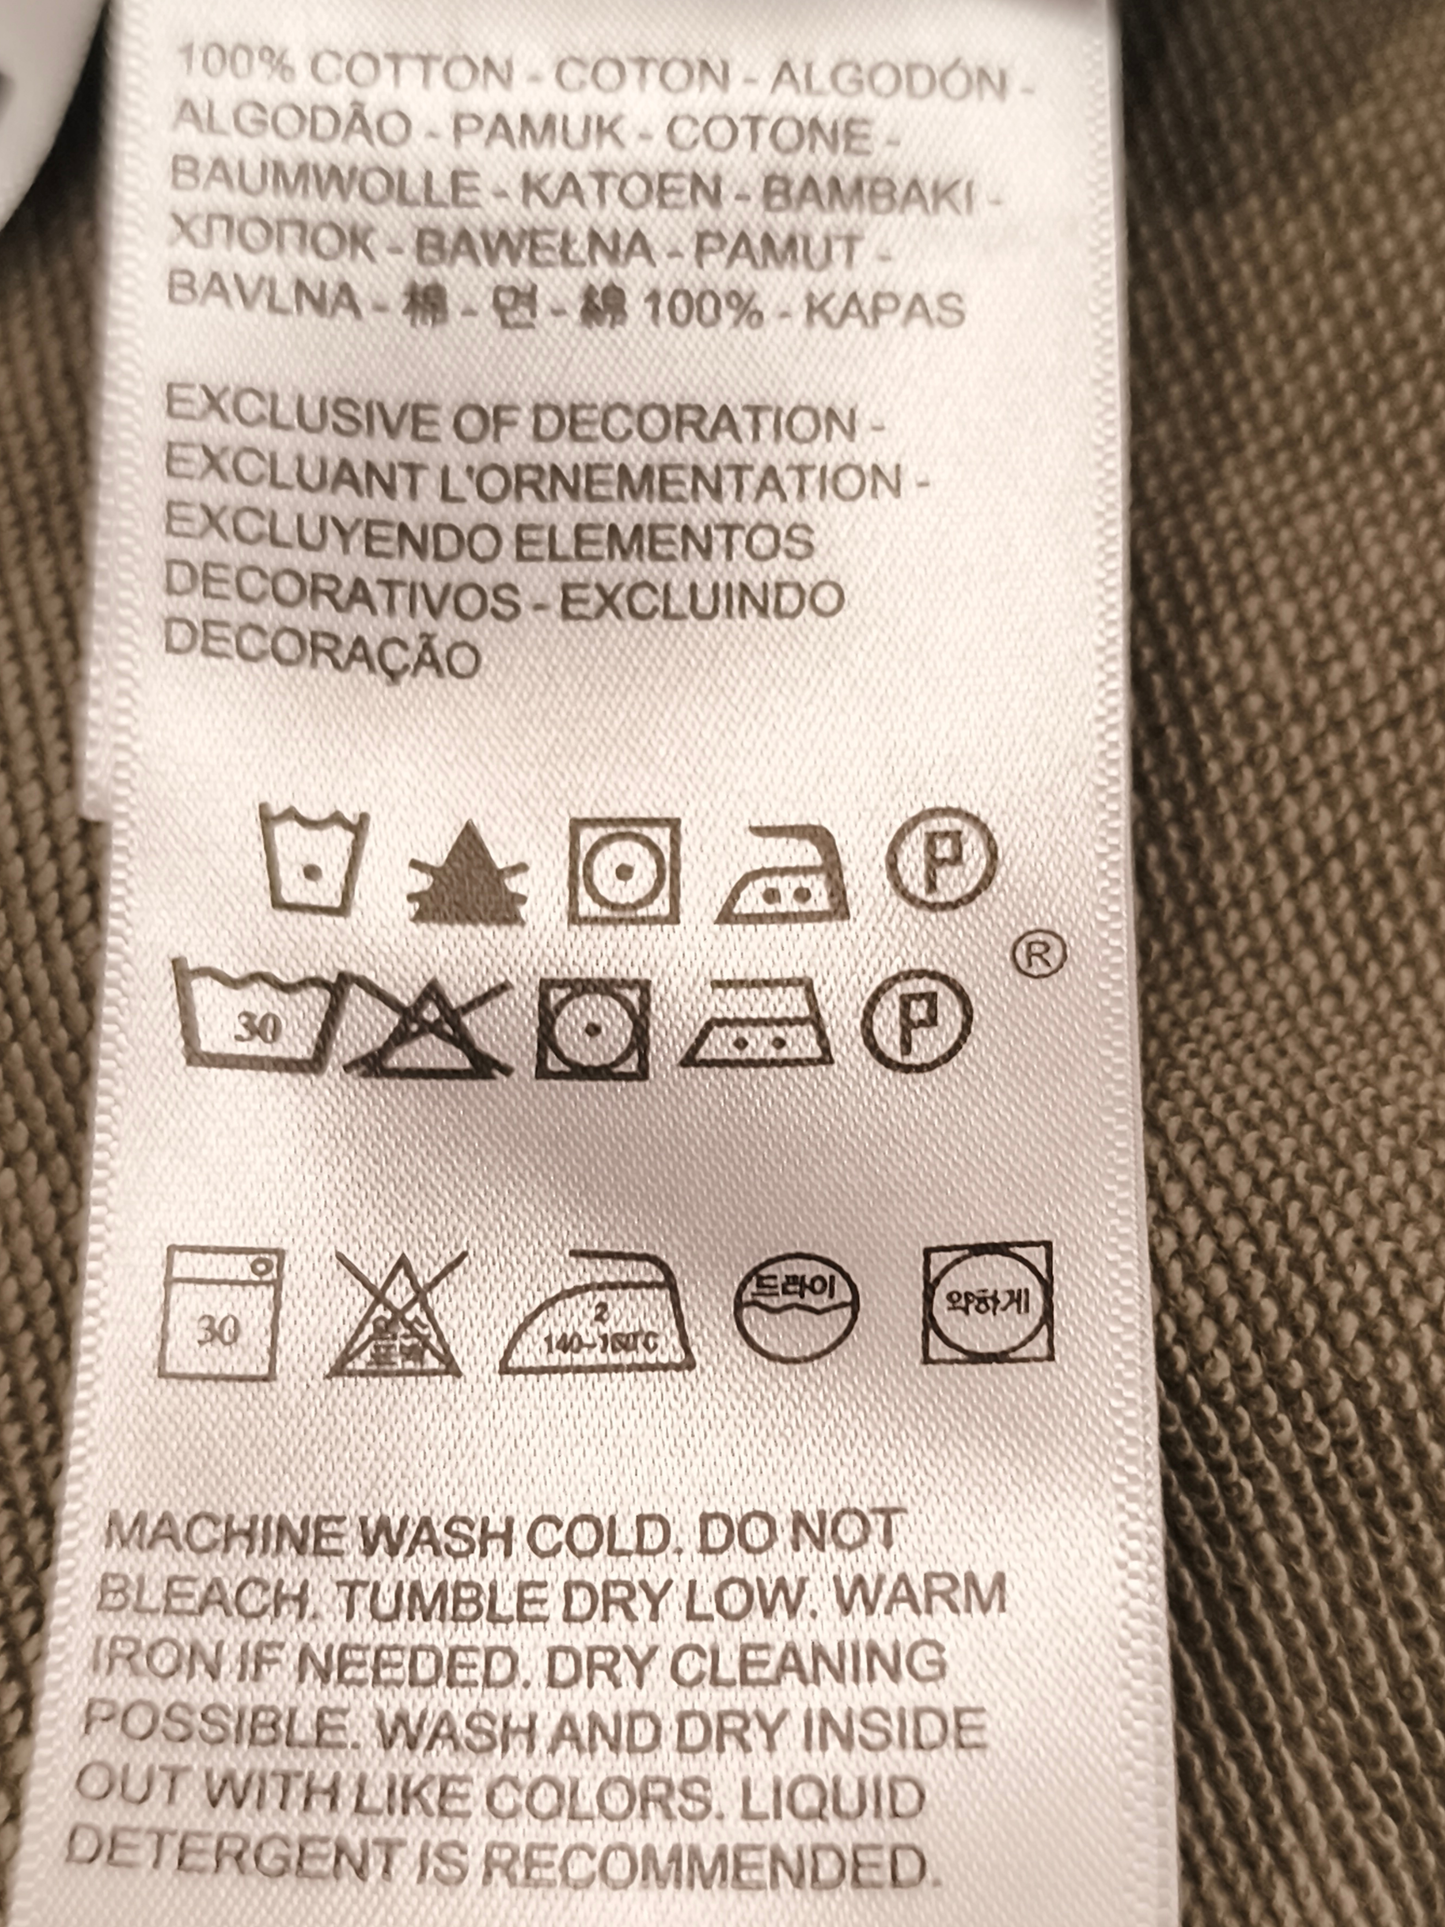 100% COTTON - COTON - ALGODÓN -
ALGODÃO - PAMUK - COTONE -
BAUMWOLLE - KATOEN - BAMBAKI -
ХЛОПОК - BAWEŁNA - PAMUT -
BAVLNA - 棉 - 면 - 綿 100% - KAPAS
EXCLUSIVE OF DECORATION -
EXCLUANT L'ORNEMENTATION -
EXCLUYENDO ELEMENTOS
DECORATIVOS - EXCLUINDO
DECORAÇÃO
P
®
30 P
30 2 140~160°C 드라이 약하게
MACHINE WASH COLD. DO NOT
BLEACH. TUMBLE DRY LOW. WARM
IRON IF NEEDED. DRY CLEANING
POSSIBLE. WASH AND DRY INSIDE
OUT WITH LIKE COLORS. LIQUID
DETERGENT IS RECOMMENDED.